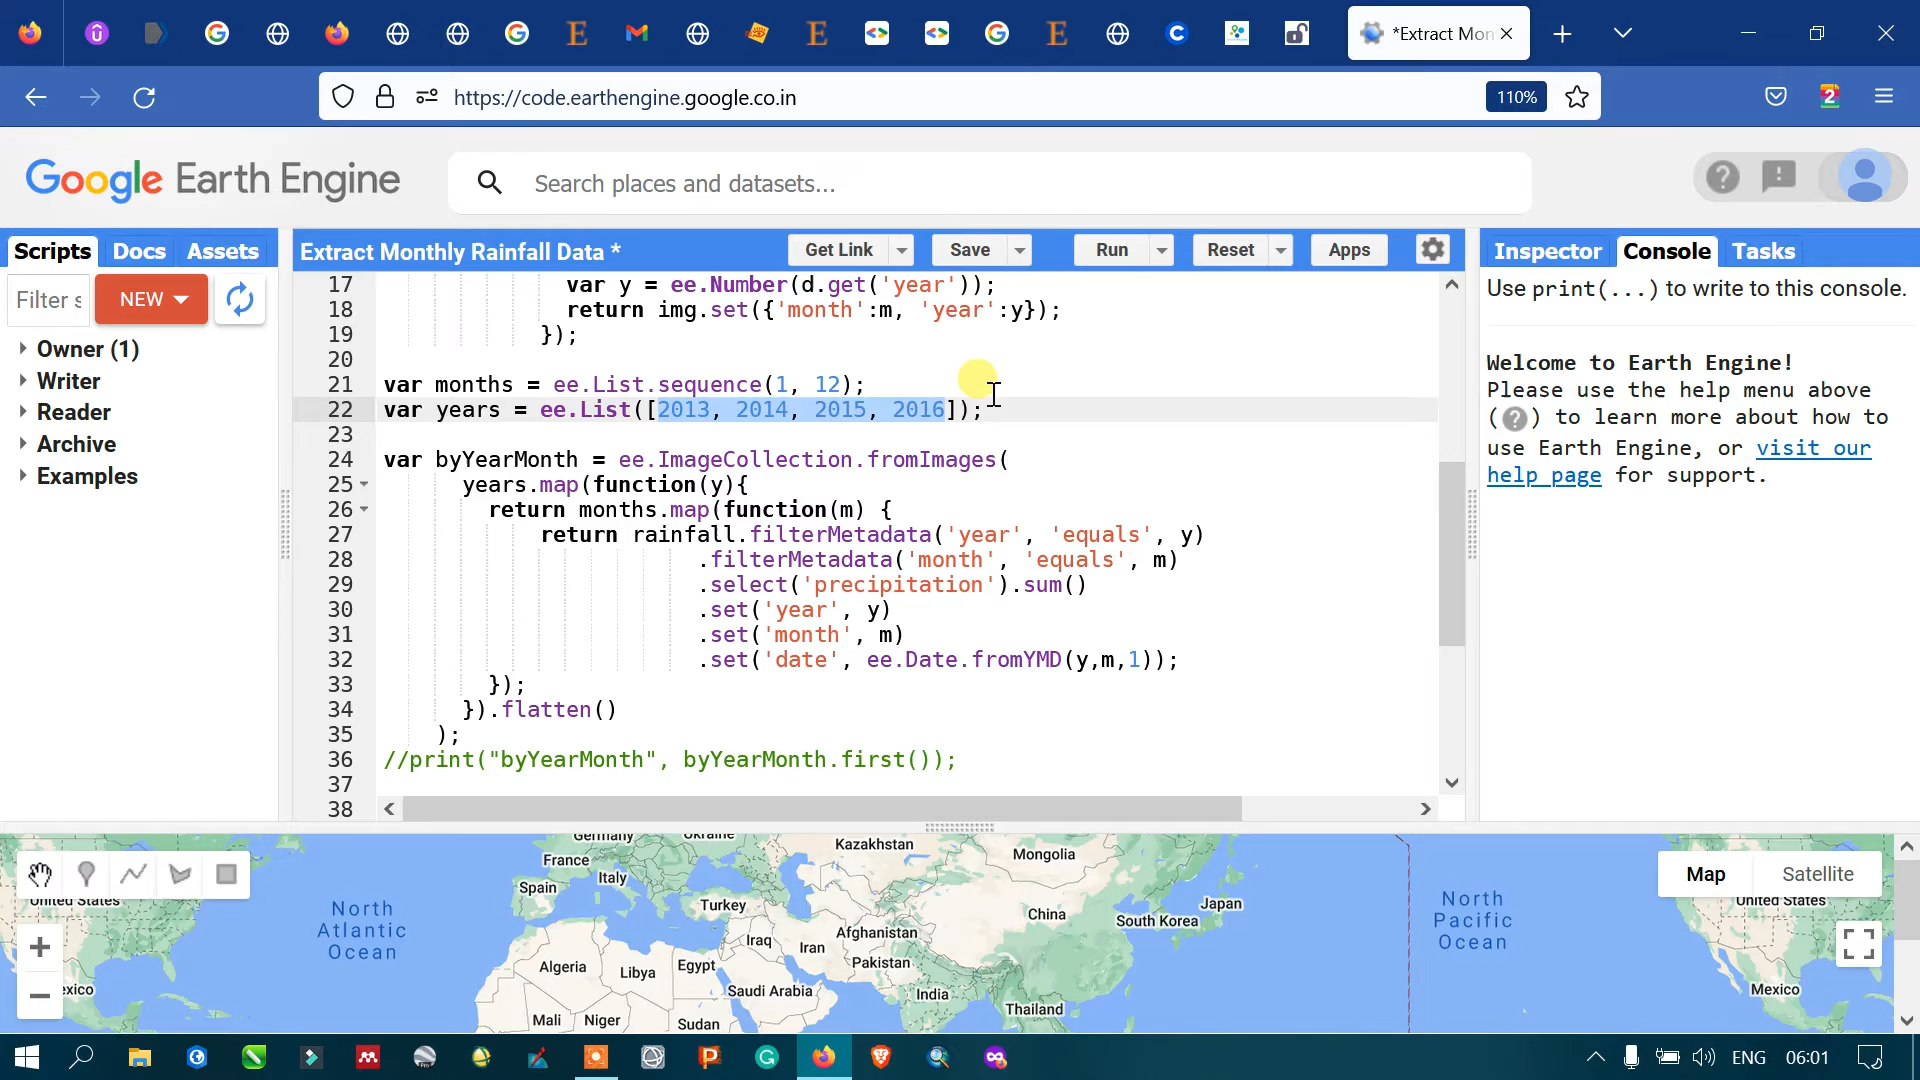 *Extract Mon
https://code.earthengine.google.co.in
110%
2
Google Earth Engine
Search places and datasets...
Scripts Docs Assets
Extract Monthly Rainfall Data *
Get Link
Save
Run
Reset
Apps
Inspector Console Tasks
Filter s
NEW
Owner (1)
Writer
Reader
Archive
Examples
17 var y = ee.Number(d.get('year'));
18 return img.set({'month':m, 'year':y});
19 });
20
21 var months = ee.List.sequence(1, 12);
22 var years = ee.List([2013, 2014, 2015, 2016]);
23
24 var byYearMonth = ee.ImageCollection.fromImages(
25 years.map(function(y){
26 return months.map(function(m) {
27 return rainfall.filterMetadata('year', 'equals', y)
28 .filterMetadata('month', 'equals', m)
29 .select('precipitation').sum()
30 .set('year', y)
31 .set('month', m)
32 .set('date', ee.Date.fromYMD(y,m,1));
33 });
34 }).flatten()
35 );
36 //print("byYearMonth", byYearMonth.first());
37
38
Use print(...) to write to this console.
Welcome to Earth Engine!
Please use the help menu above
(?) to learn more about how to
use Earth Engine, or visit our
help page for support.
Germany
Ukraine
Kazakhstan
Mongolia
France
Italy
Spain
Turkey
Japan
China
South Korea
Afghanistan
Iraq
Iran
Pakistan
Algeria
Libya
Egypt
Saudi Arabia
India
Thailand
Mali
Niger
Sudan
United States
North
Atlantic
Ocean
exico
North
Pacific
Ocean
United States
Mexico
Map
Satellite
ENG
06:01